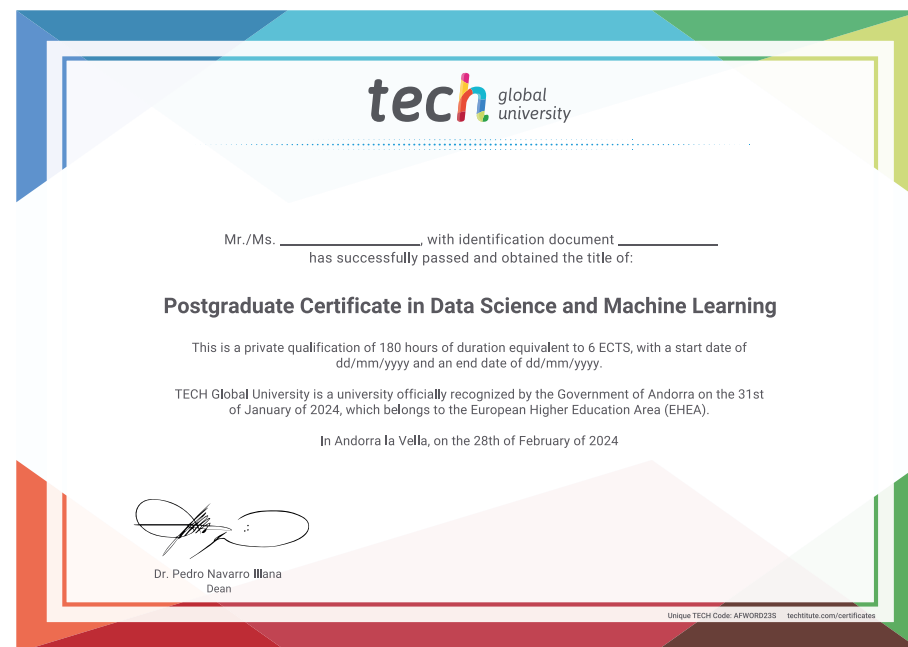 tech global university
Mr./Ms. ____________, with identification document ____________
has successfully passed and obtained the title of:
Postgraduate Certificate in Data Science and Machine Learning
This is a private qualification of 180 hours of duration equivalent to 6 ECTS, with a start date of
dd/mm/yyyy and an end date of dd/mm/yyyy.
TECH Global University is a university officially recognized by the Government of Andorra on the 31st
of January of 2024, which belongs to the European Higher Education Area (EHEA).
In Andorra la Vella, on the 28th of February of 2024
Dr. Pedro Navarro Illana
Dean
Unique TECH Code: AFWORD23S techtitute.com/certificates